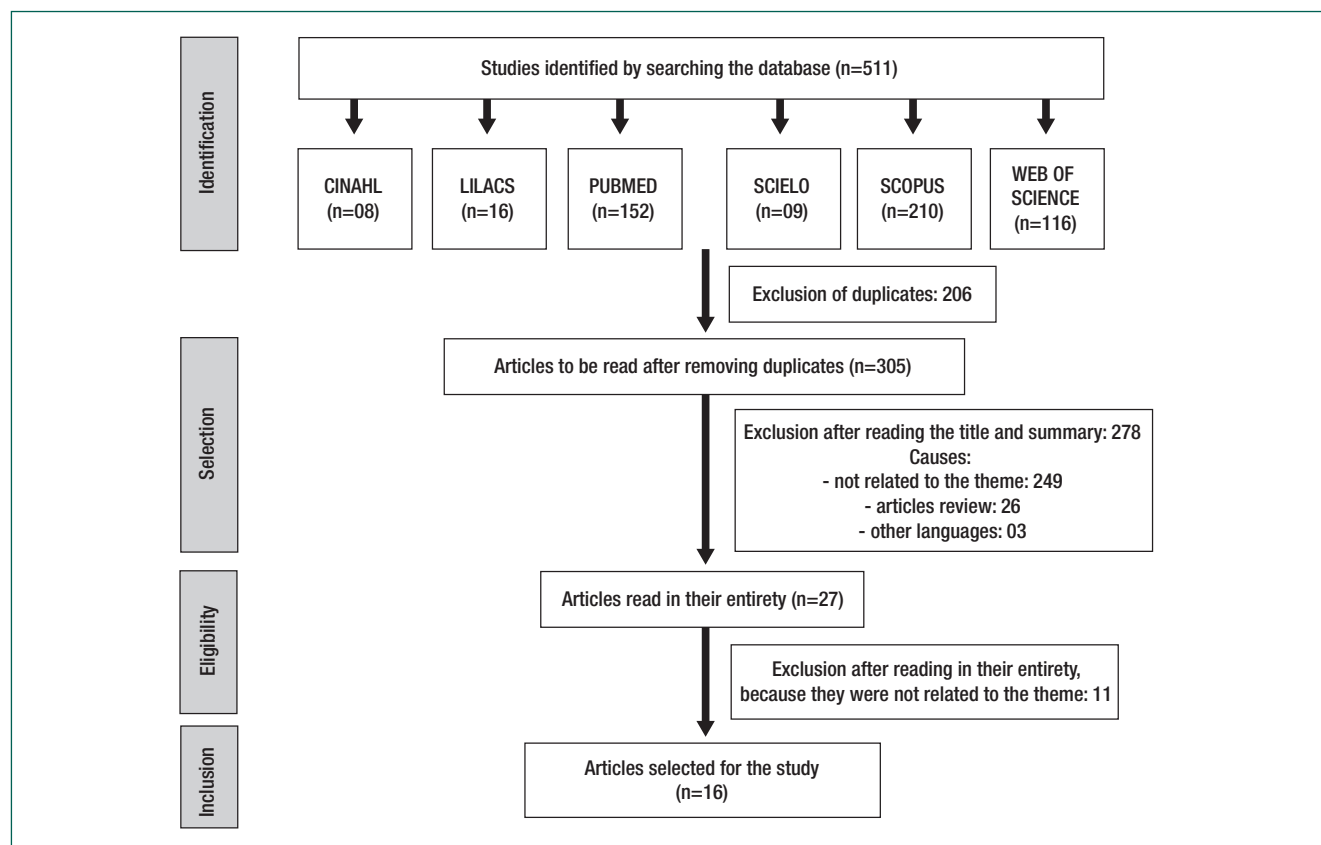 Identification
Studies identified by searching the database (n=511)
CINAHL
(n=08)
LILACS
(n=16)
PUBMED
(n=152)
SCIELO
(n=09)
SCOPUS
(n=210)
WEB OF
SCIENCE
(n=116)
Exclusion of duplicates: 206
Selection
Articles to be read after removing duplicates (n=305)
Exclusion after reading the title and summary: 278
Causes:
- not related to the theme: 249
- articles review: 26
- other languages: 03
Eligibility
Articles read in their entirety (n=27)
Exclusion after reading in their entirety,
because they were not related to the theme: 11
Inclusion
Articles selected for the study
(n=16)